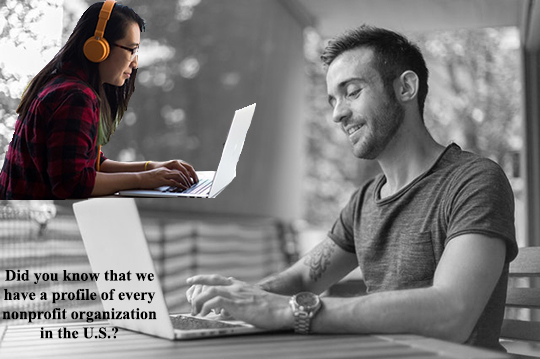 Did you know that we
have a profile of every
nonprofit organization
in the U.S.?